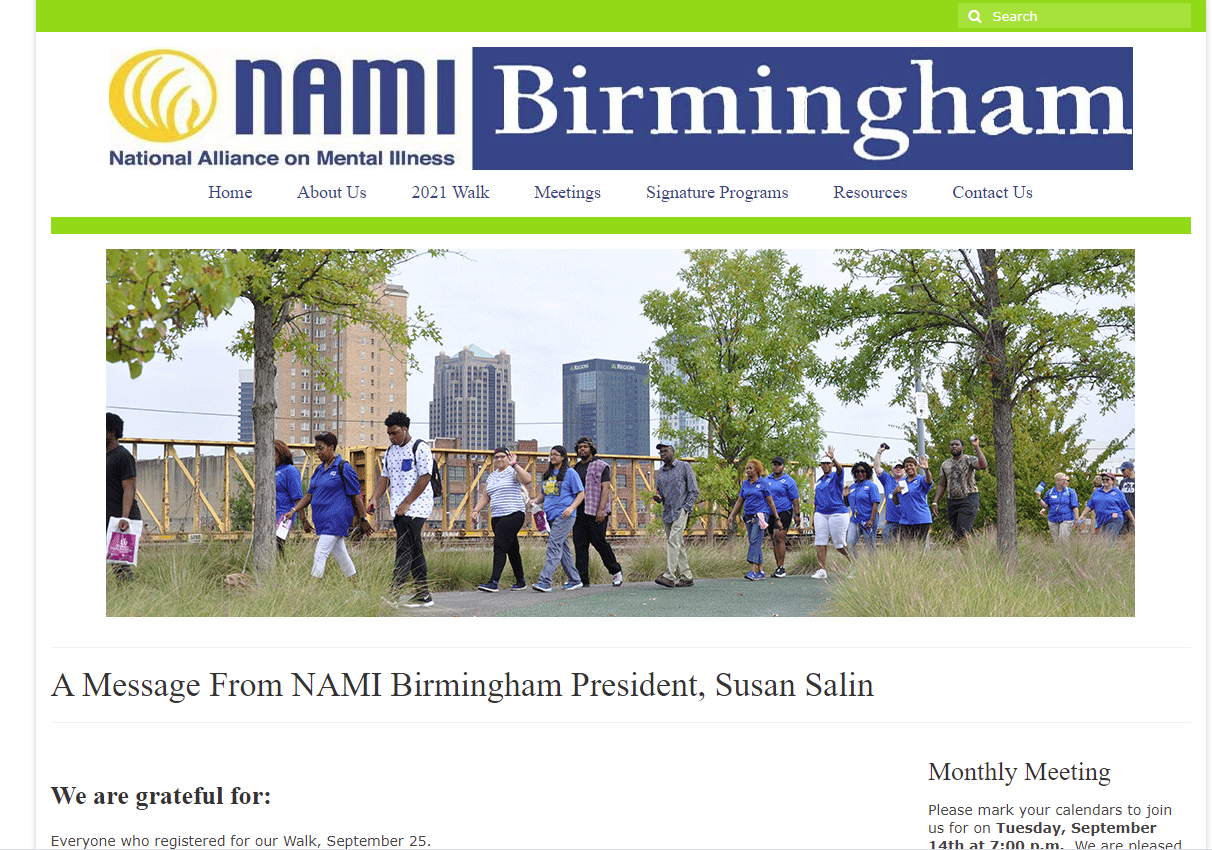 Search
NAMI
National Alliance on Mental Illness
Birmingham
Home About Us 2021 Walk Meetings Signature Programs Resources Contact Us
REGIONS REGIONS
A Message From NAMI Birmingham President, Susan Salin
We are grateful for:
Everyone who registered for our Walk, September 25.
Monthly Meeting
Please mark your calendars to join
us for on Tuesday, September
14th at 7:00 p.m. We are pleased